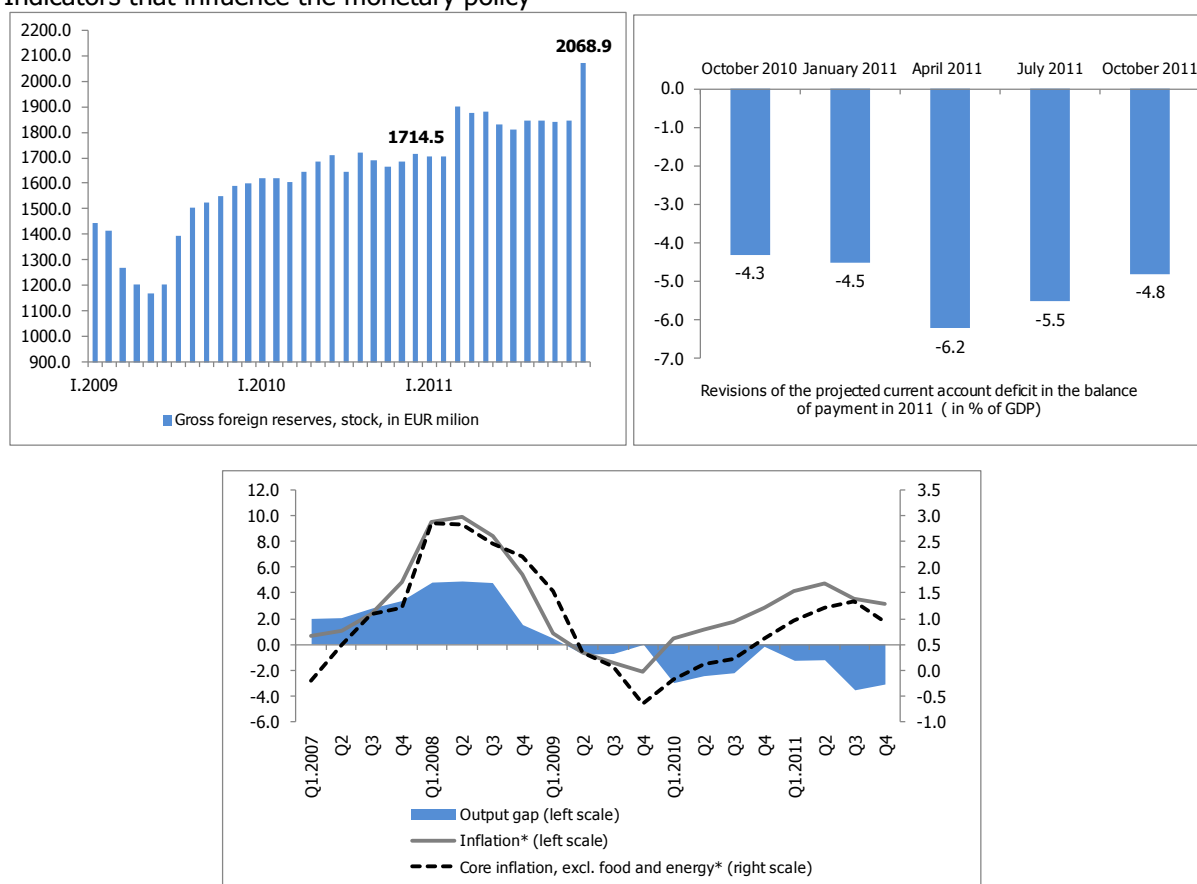 Indicators that influence the monetary policy
2200.0
2100.0
2000.0
1900.0
1800.0
1700.0
1600.0
1500.0
1400.0
1300.0
1200.0
1100.0
1000.0
900.0
2068.9
1714.5
I.2009 I.2010 I.2011
Gross foreign reserves, stock, in EUR milion
October 2010 January 2011 April 2011 July 2011 October 2011
0.0
-1.0
-2.0
-3.0
-4.0
-5.0
-6.0
-7.0
-4.3
-4.5
-6.2
-5.5
-4.8
Revisions of the projected current account deficit in the balance
of payment in 2011 ( in % of GDP)
12.0
10.0
8.0
6.0
4.0
2.0
0.0
-2.0
-4.0
-6.0
3.5
3.0
2.5
2.0
1.5
1.0
0.5
0.0
-0.5
-1.0
Q1.2007
Q2
Q3
Q4
Q1.2008
Q2
Q3
Q4
Q1.2009
Q2
Q3
Q4
Q1.2010
Q2
Q3
Q4
Q1.2011
Q2
Q3
Q4
Output gap (left scale)
Inflation* (left scale)
Core inflation, excl. food and energy* (right scale)